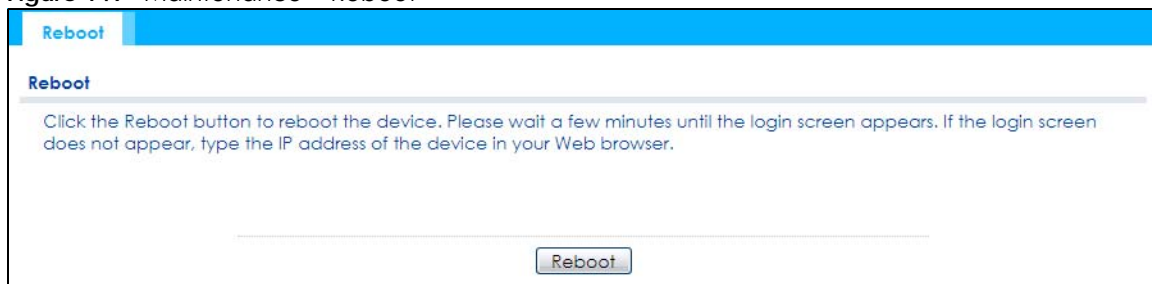 Reboot
Reboot
Click the Reboot button to reboot the device. Please wait a few minutes until the login screen appears. If the login screen
does not appear, type the IP address of the device in your Web browser.
Reboot